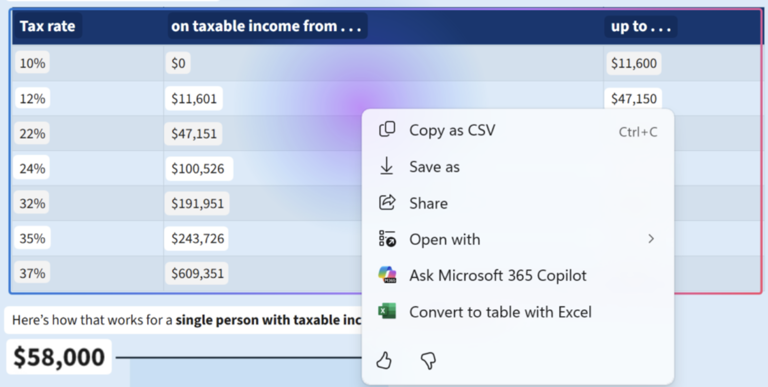 Tax rate on taxable income from . . . up to . . .
10% $0 $11,600
12% $11,601 $47,150
22% $47,151
24% $100,526
32% $191,951
35% $243,726
37% $609,351
Copy as CSV Ctrl+C
Save as
Share
Open with
Ask Microsoft 365 Copilot
Convert to table with Excel
Here's how that works for a single person with taxable
$58,000